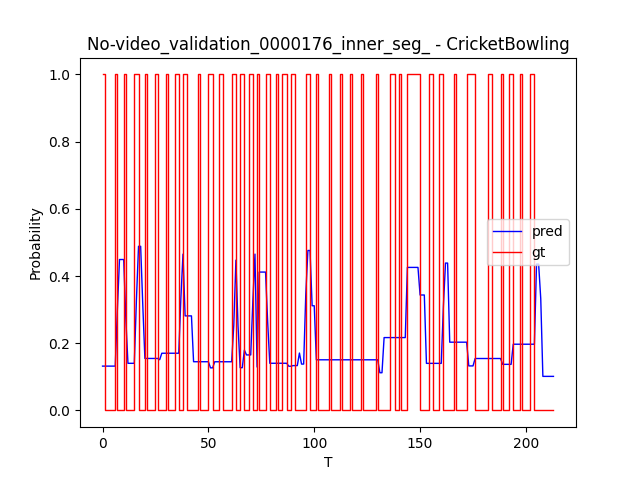 No-video_validation_0000176_inner_seg_ - CricketBowling
1.0
0.8
0.6
0.4
0.2
0.0
Probability
pred
gt
0 50 100 150 200
T